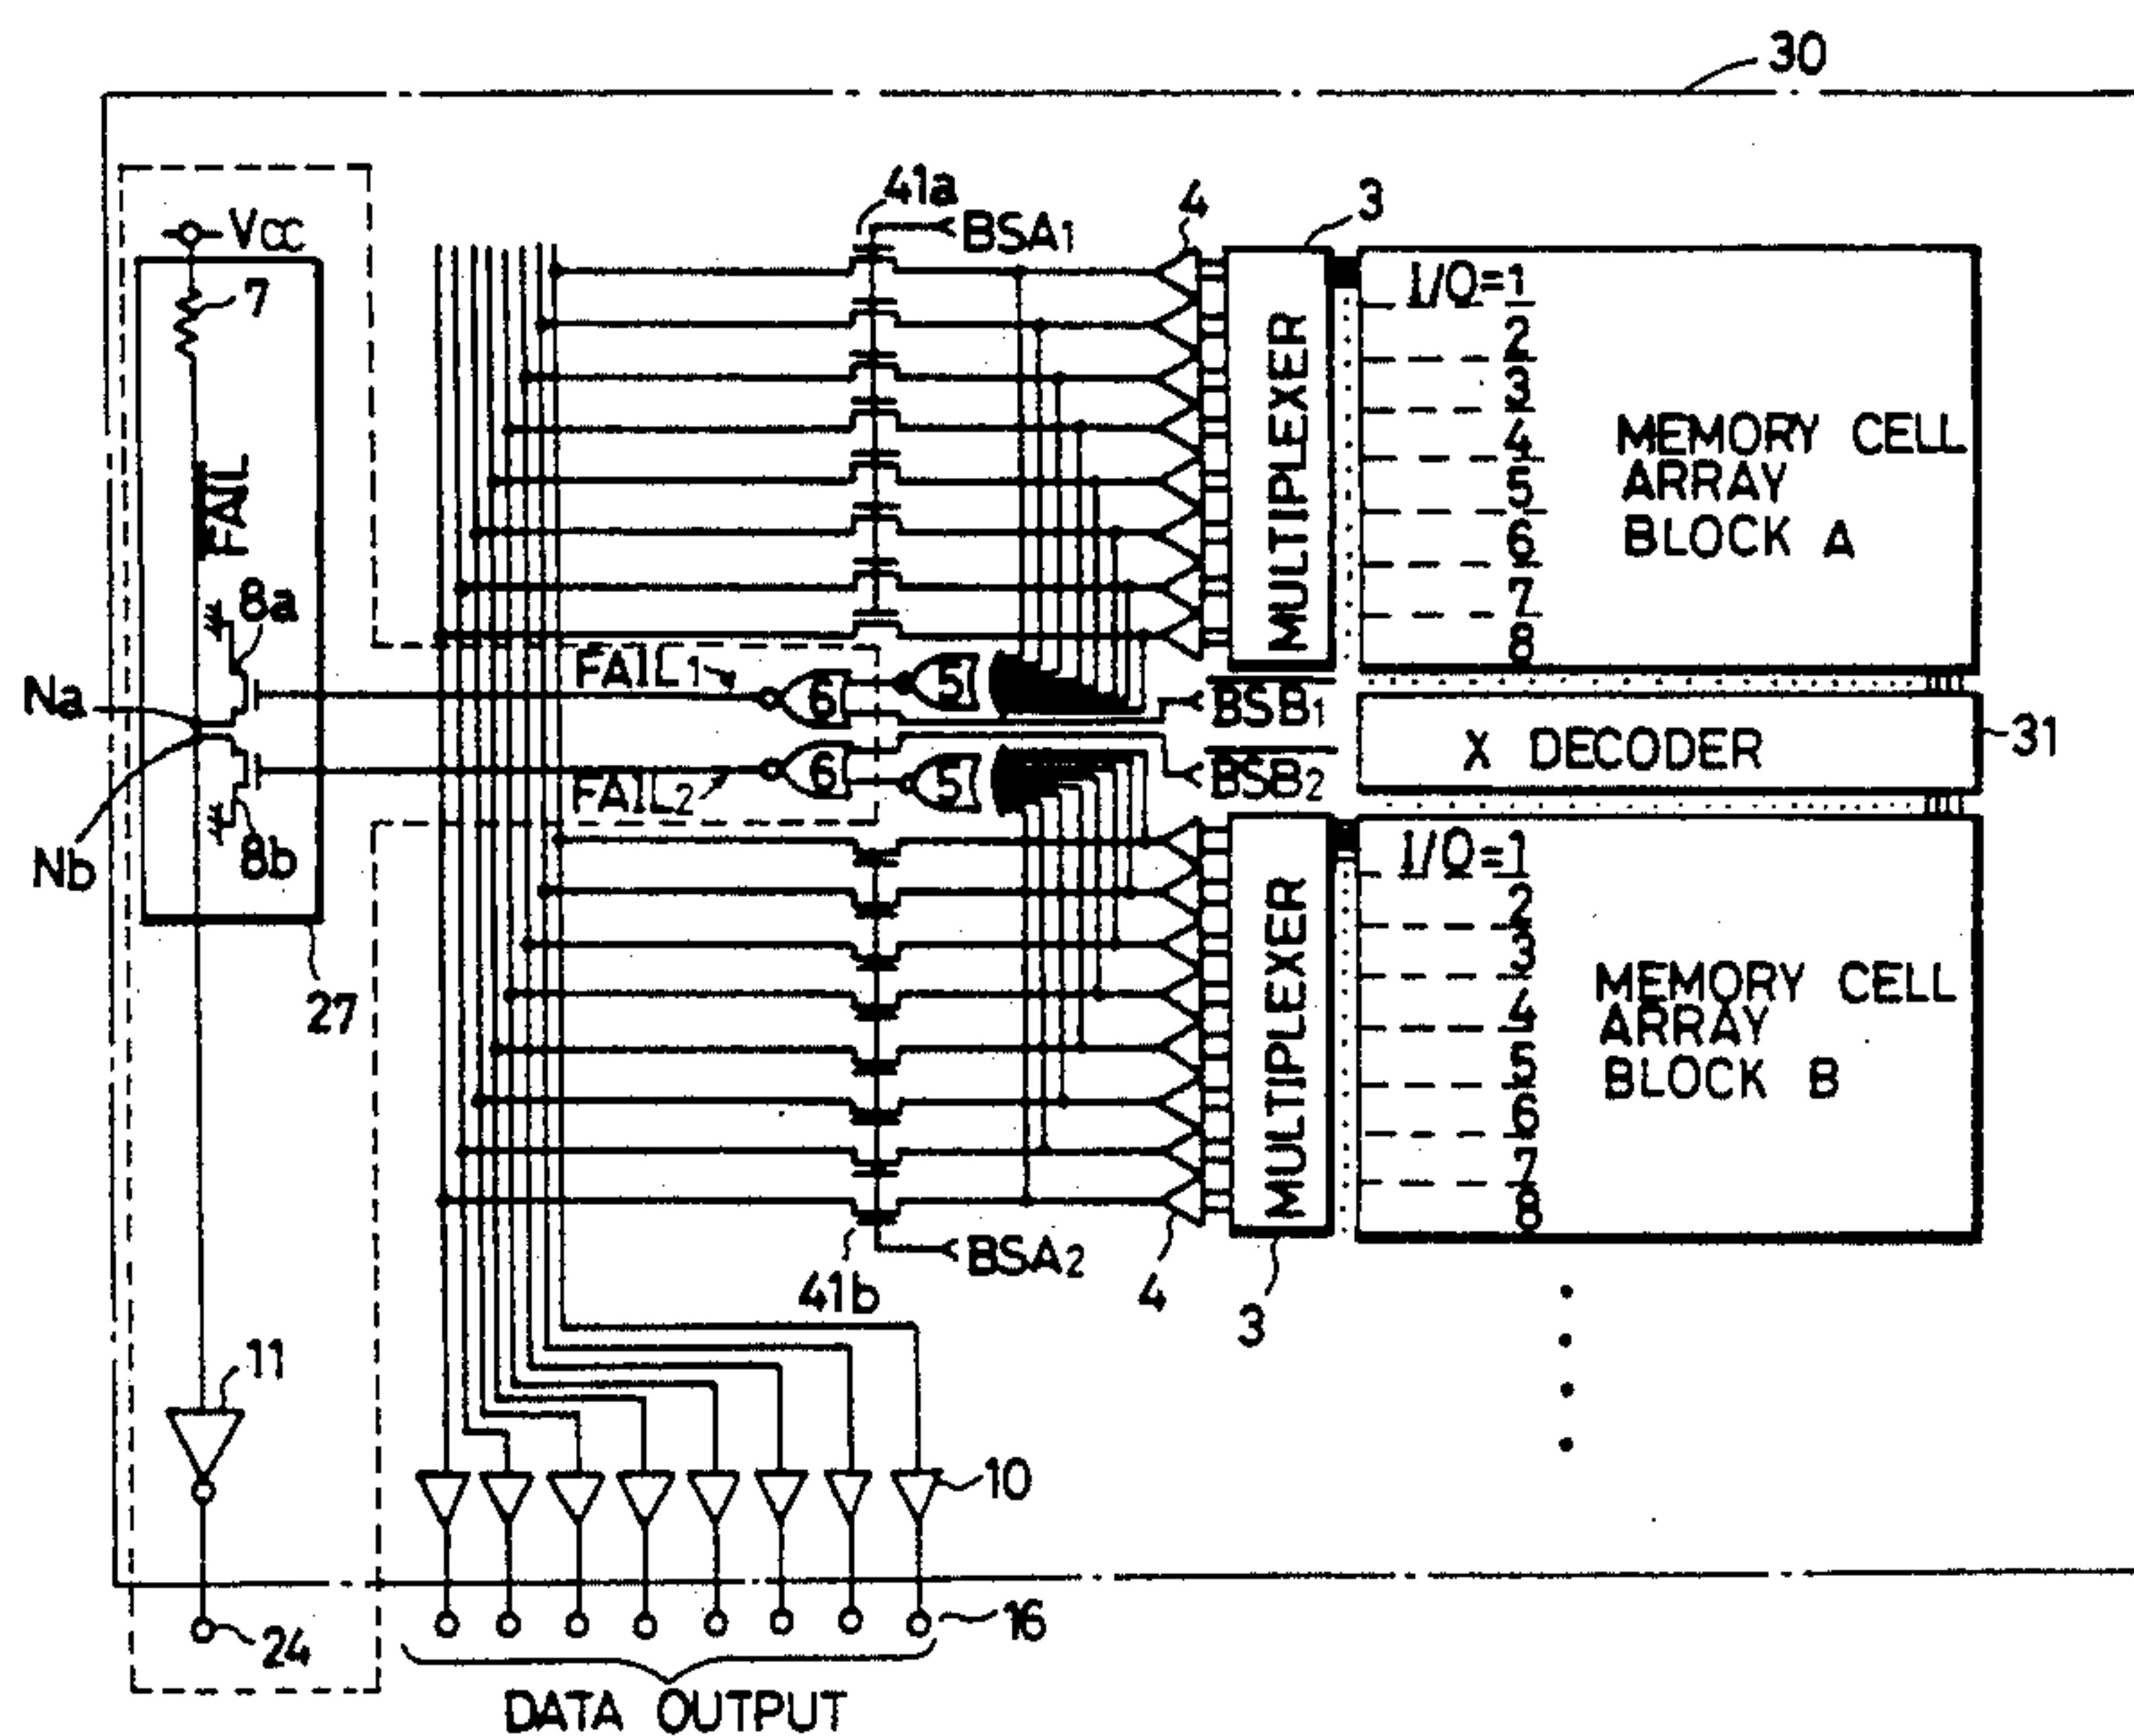 30
41a
BSA1
4
3
VCC
7
FAIL
8a
Na
Nb
8b
27
I/O=1
2
3
4
5
6
7
8
MULTIPLEXER
MEMORY CELL
ARRAY
BLOCK A
FAIL1
6
5
BSB1
X DECODER
31
FAIL2
6
5
BSB2
I/O=1
2
3
4
5
6
7
8
MULTIPLEXER
MEMORY CELL
ARRAY
BLOCK B
BSA2
41b
4
3
11
10
16
24
DATA OUTPUT